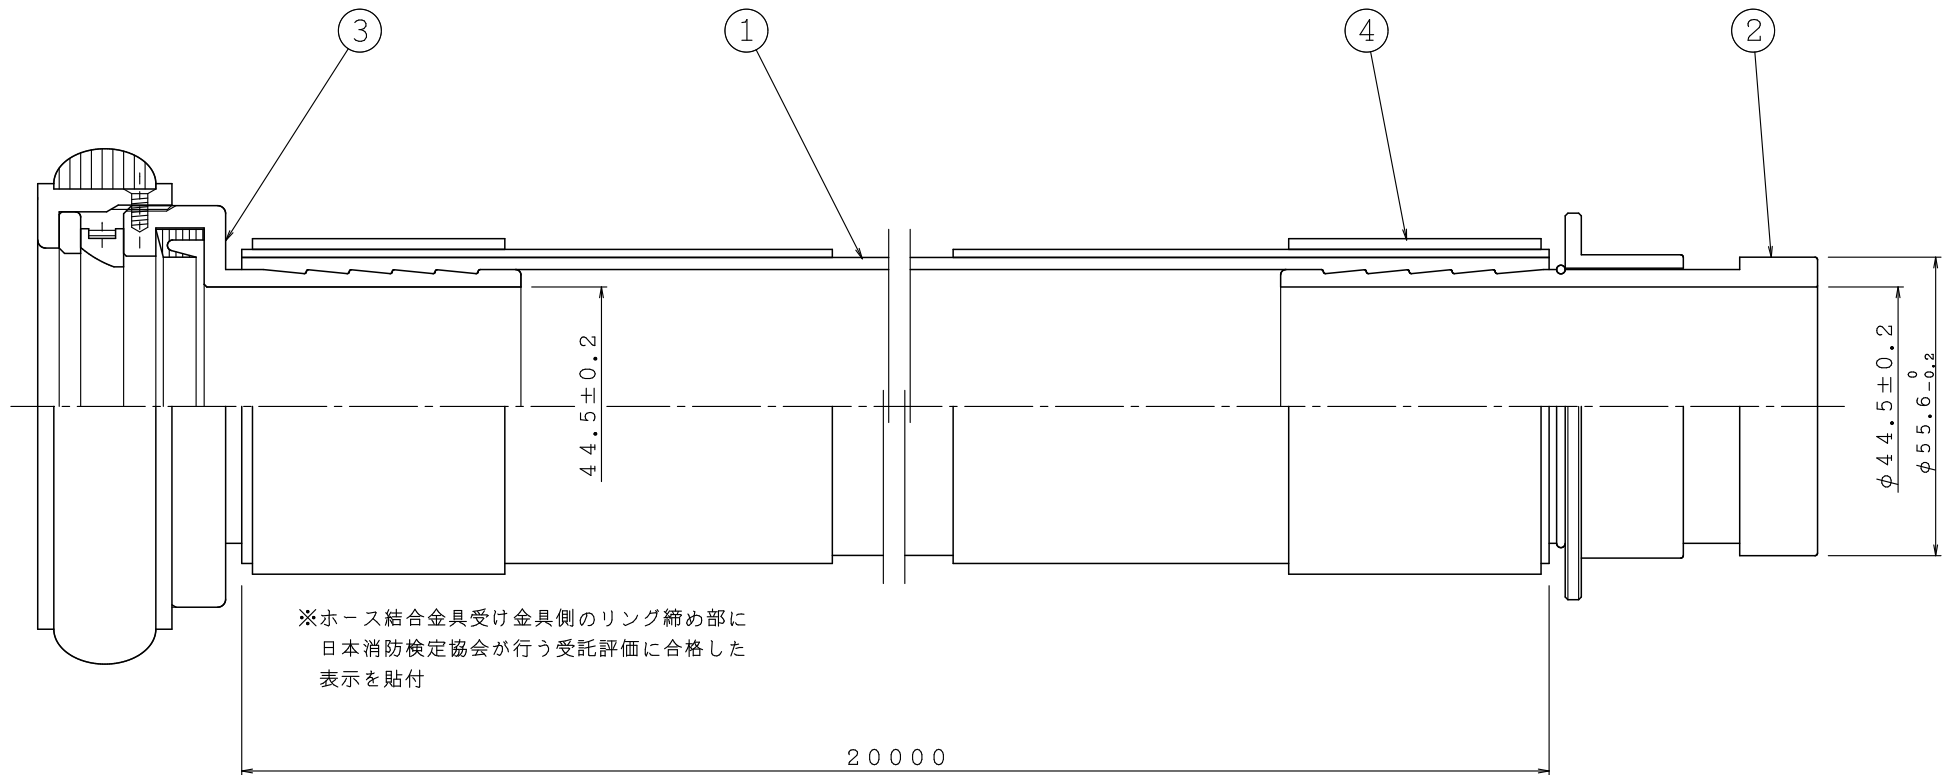 3
1
4
2
44.5±0.2
φ44.5±0.2
φ55.6 0 -0.2
※ホース結合金具受け金具側のリング締め部に
日本消防検定協会が行う受託評価に合格した
表示を貼付
20000